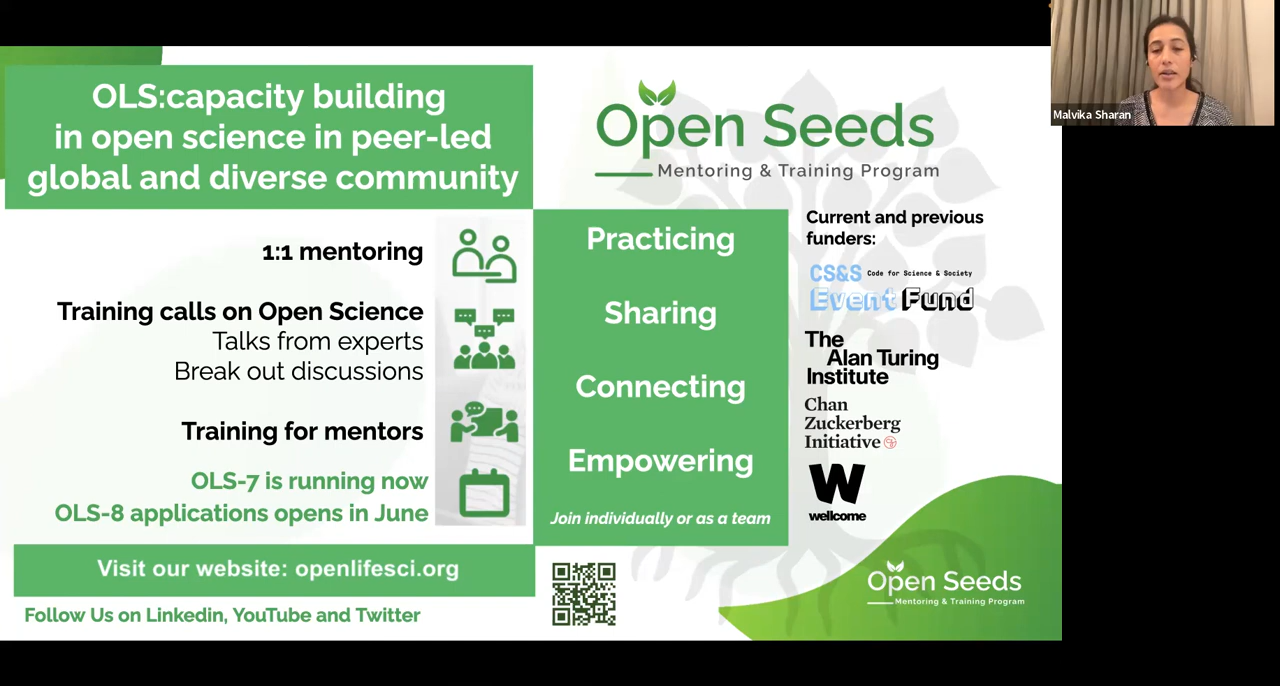 OLS:capacity building
in open science in peer-led
global and diverse community
Open Seeds
Mentoring & Training Program
1:1 mentoring
Training calls on Open Science
Talks from experts
Break out discussions
Training for mentors
OLS-7 is running now
OLS-8 applications opens in June
Practicing
Sharing
Connecting
Empowering
Join individually or as a team
Current and previous
funders:
CS&S Code for Science & Society
Event Fund
The
Alan Turing
Institute
Chan
Zuckerberg
Initiative
W
wellcome
Visit our website: openlifesci.org
Follow Us on Linkedin, YouTube and Twitter
Open Seeds
Mentoring & Training Program
Malvika Sharan